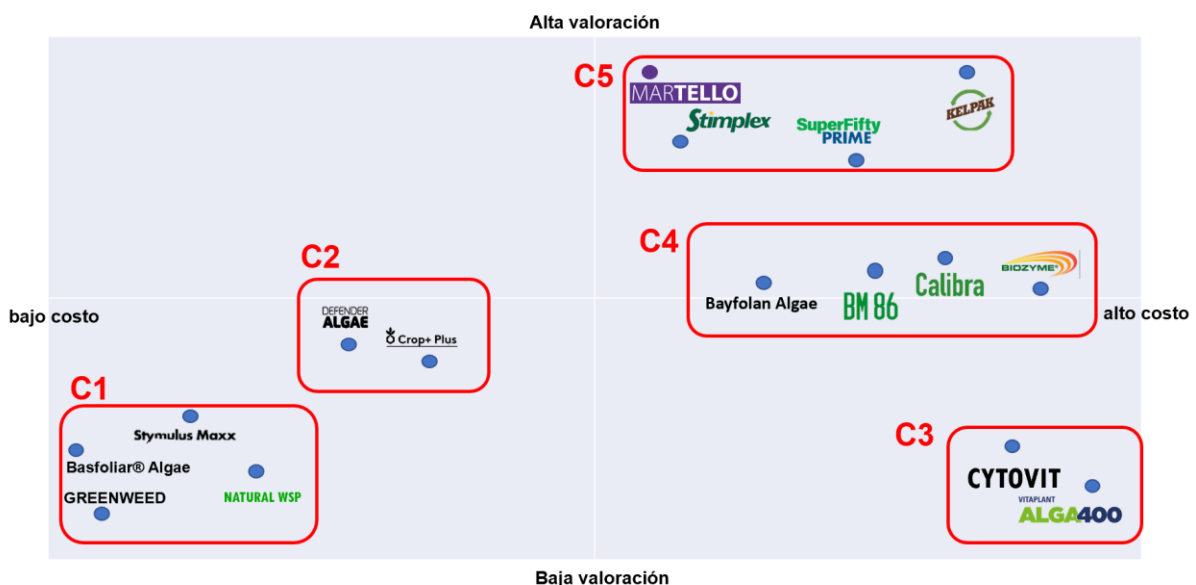 Alta valoración
C5
MARTELLO
Stimplex
SuperFifty
PRIME
KELPAK
C4
Bayfolan Algae
BM 86
Calibra
BIOZYME®
C2
DEFENDER
ALGAE
Crop+ Plus
bajo costo
alto costo
C1
Stymulus Maxx
Basfoliar® Algae
GREENWEED
NATURAL WSP
C3
CYTOVIT
VITAPLANT
ALGA400
Baja valoración